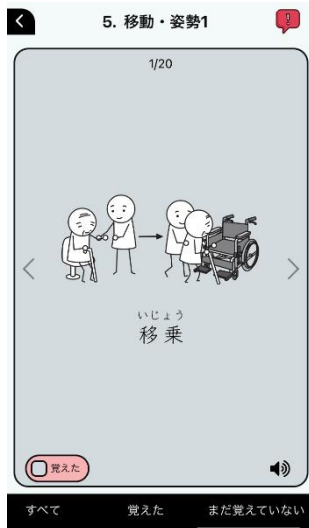 5. 移動・姿勢1
1/20
いじょう
移乗
覚えた
すべて 覚えた まだ覚えていない